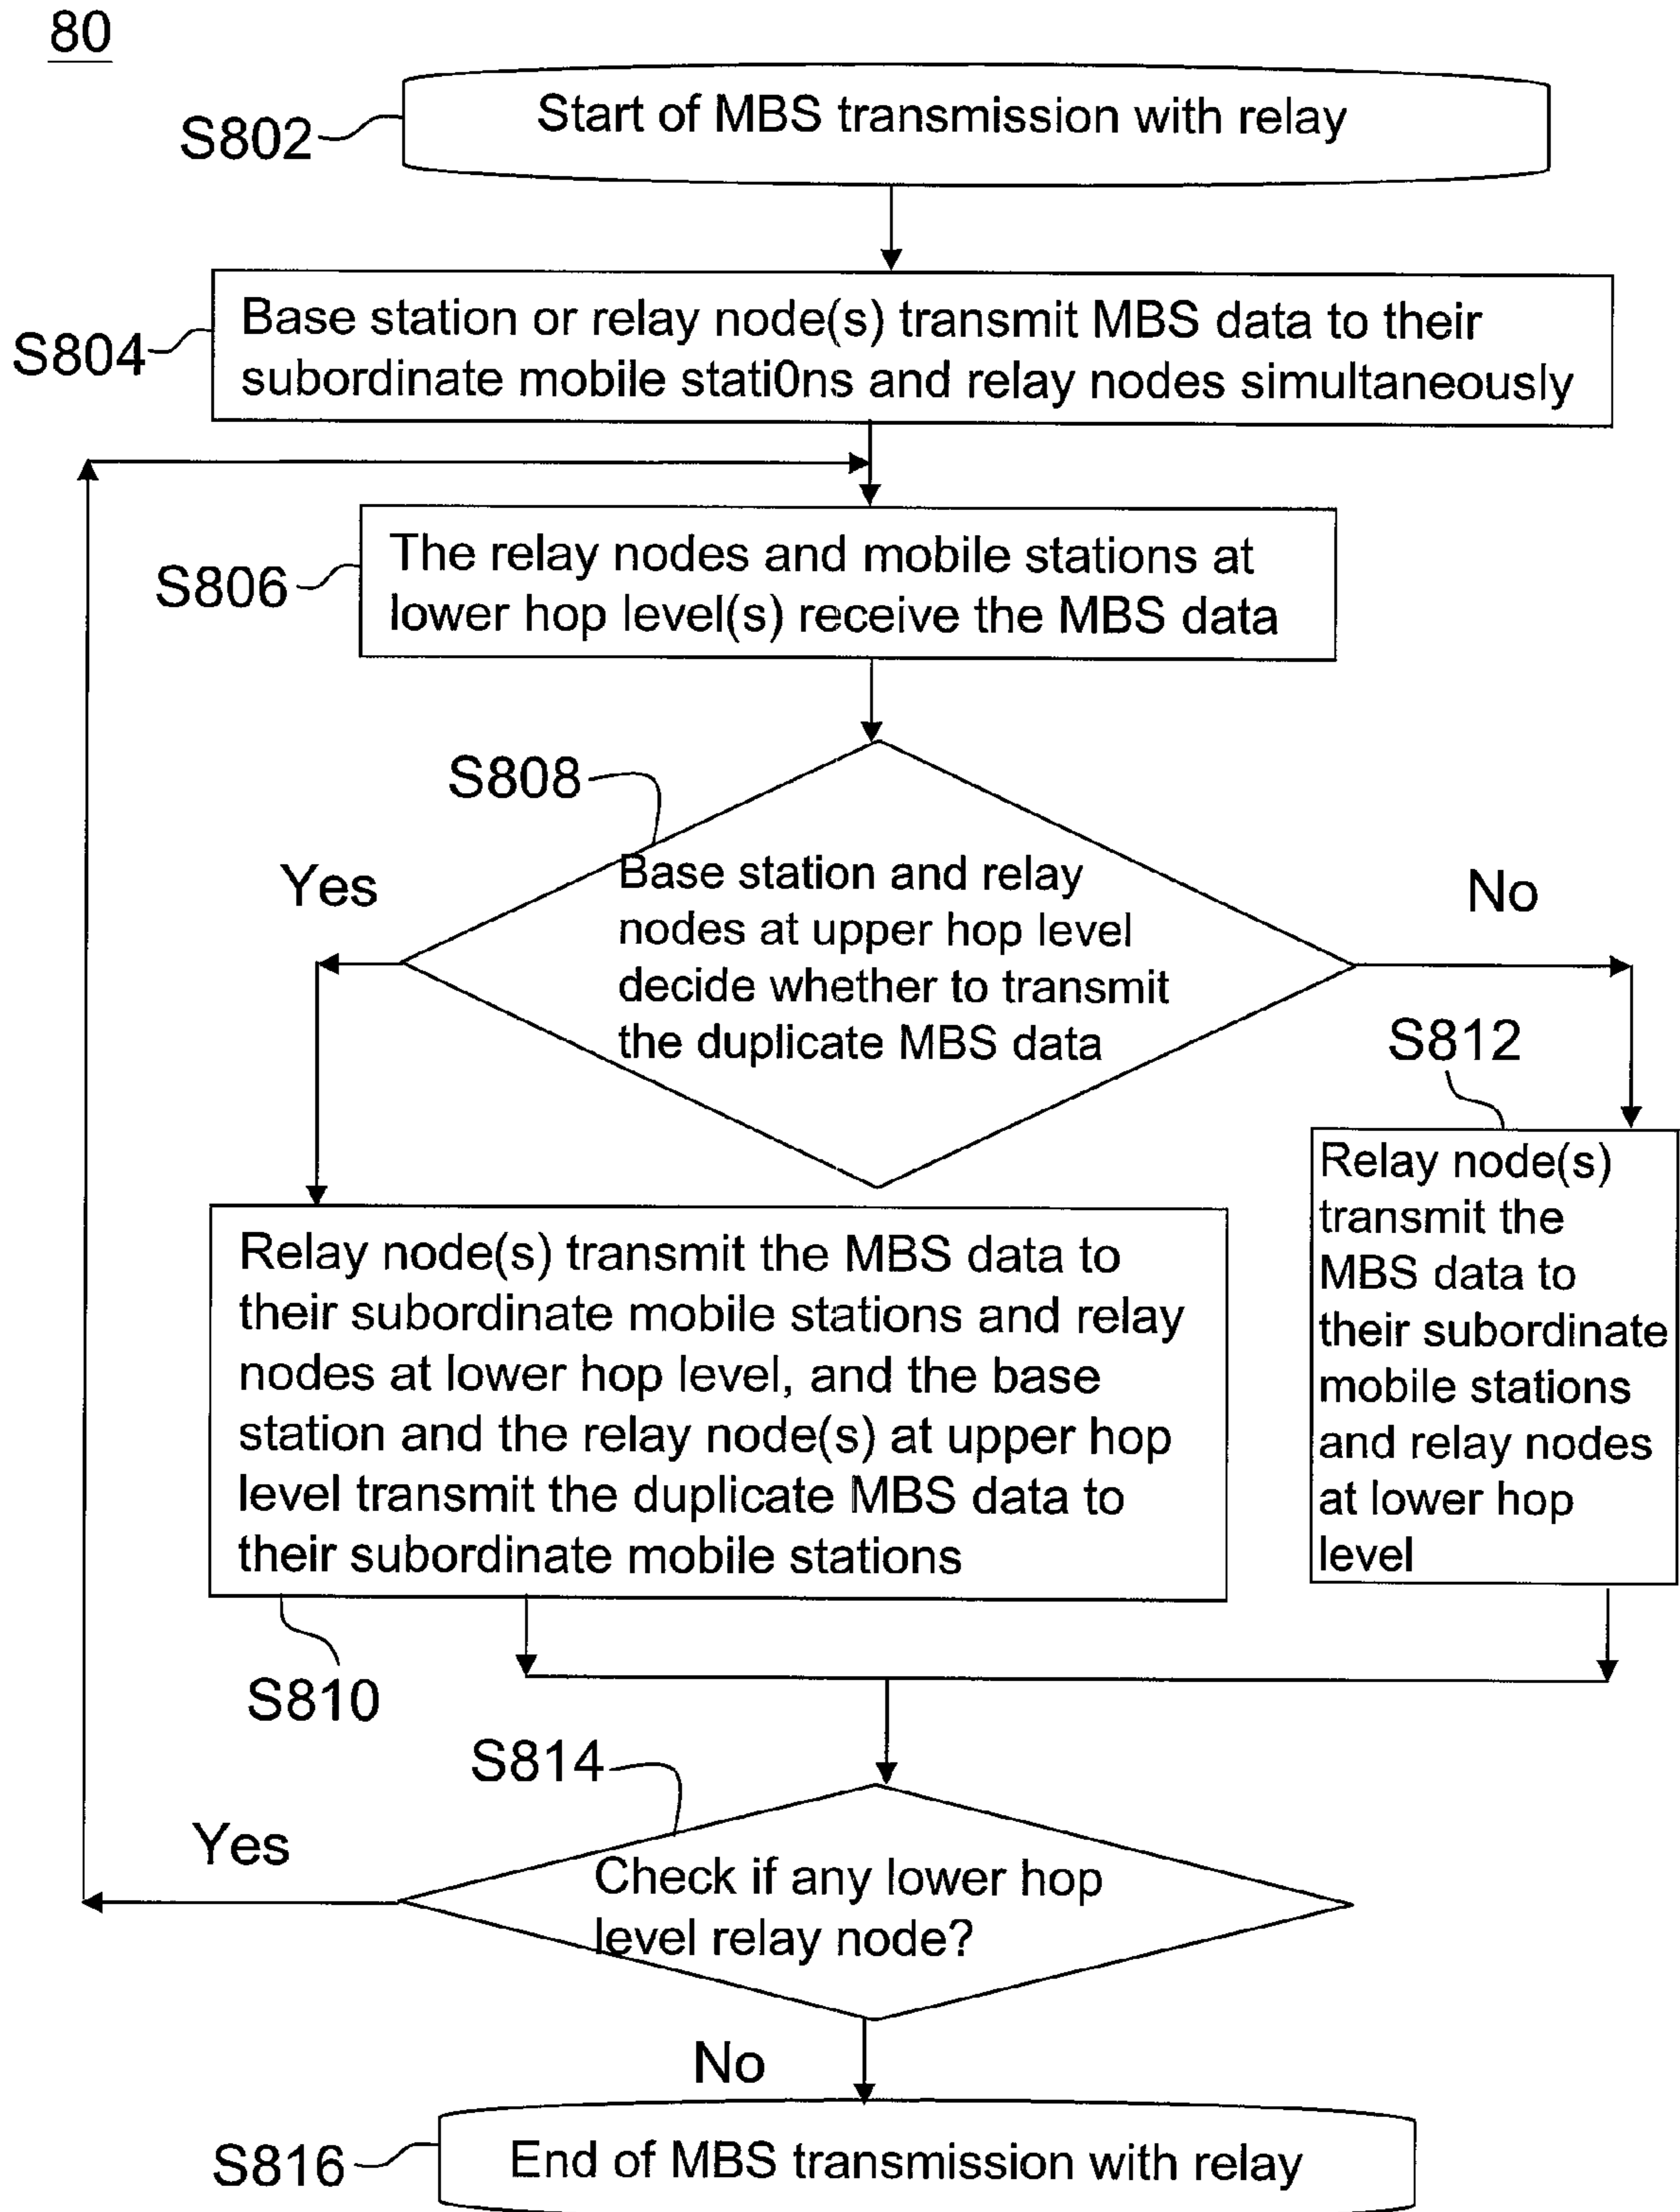 80
S802
Start of MBS transmission with relay
S804
Base station or relay node(s) transmit MBS data to their
subordinate mobile stati0ns and relay nodes simultaneously
S806
The relay nodes and mobile stations at
lower hop level(s) receive the MBS data
S808
Yes
No
Base station and relay
nodes at upper hop level
decide whether to transmit
the duplicate MBS data
S812
Relay node(s)
transmit the
MBS data to
their subordinate
mobile stations
and relay nodes
at lower hop
level
Relay node(s) transmit the MBS data to
their subordinate mobile stations and relay
nodes at lower hop level, and the base
station and the relay node(s) at upper hop
level transmit the duplicate MBS data to
their subordinate mobile stations
S810
S814
Yes
Check if any lower hop
level relay node?
No
S816
End of MBS transmission with relay